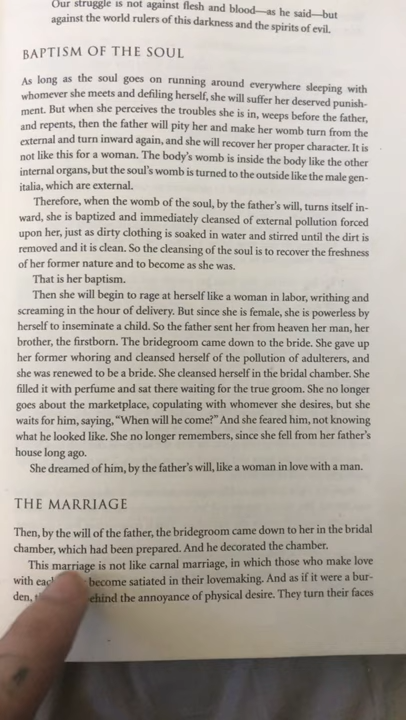 Our struggle is not against flesh and blood—as he said—but
against the world rulers of this darkness and the spirits of evil.
BAPTISM OF THE SOUL
As long as the soul goes on running around everywhere sleeping with
whomever she meets and defiling herself, she will suffer her deserved punish-
ment. But when she perceives the troubles she is in, weeps before the father,
and repents, then the father will pity her and make her womb turn from the
external and turn inward again, and she will recover her proper character. It is
not like this for a woman. The body's womb is inside the body like the other
internal organs, but the soul's womb is turned to the outside like the male gen-
italia, which are external.
Therefore, when the womb of the soul, by the father's will, turns itself in-
ward, she is baptized and immediately cleansed of external pollution forced
upon her, just as dirty clothing is soaked in water and stirred until the dirt is
removed and it is clean. So the cleansing of the soul is to recover the freshness
of her former nature and to become as she was.
That is her baptism.
Then she will begin to rage at herself like a woman in labor, writhing and
screaming in the hour of delivery. But since she is female, she is powerless by
herself to inseminate a child. So the father sent her from heaven her man, her
brother, the firstborn. The bridegroom came down to the bride. She gave up
her former whoring and cleansed herself of the pollution of adulterers, and
she was renewed to be a bride. She cleansed herself in the bridal chamber. She
filled it with perfume and sat there waiting for the true groom. She no longer
goes about the marketplace, copulating with whomever she desires, but she
waits for him, saying, "When will he come?" And she feared him, not knowing
what he looked like. She no longer remembers, since she fell from her father's
house long ago.
She dreamed of him, by the father's will, like a woman in love with a man.
THE MARRIAGE
Then, by the will of the father, the bridegroom came down to her in the bridal
chamber, which had been prepared. And he decorated the chamber.
This marriage is not like carnal marriage, in which those who make love
with become satiated in their lovemaking. And as if it were a bur-
den, the annoyance of physical desire. They turn their faces